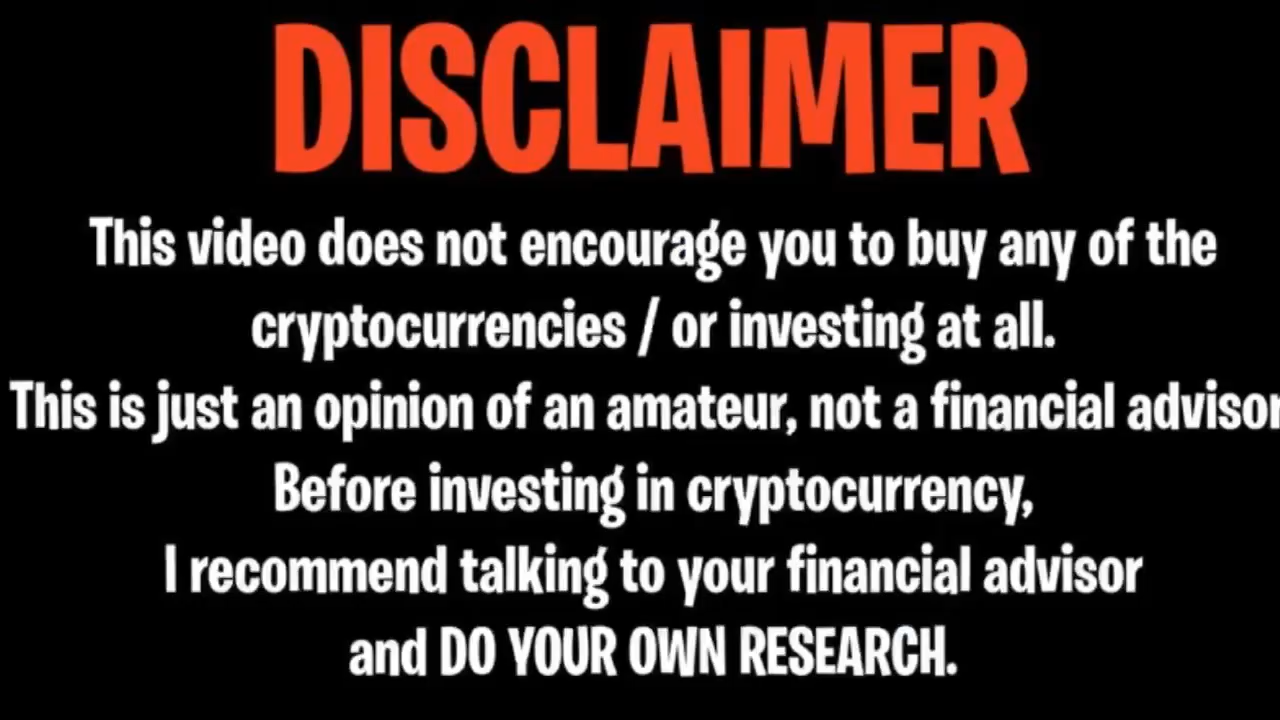 DISCLAIMER
This video does not encourage you to buy any of the
cryptocurrencies / or investing at all.
This is just an opinion of an amateur, not a financial advisor
Before investing in cryptocurrency,
I recommend talking to your financial advisor
and DO YOUR OWN RESEARCH.